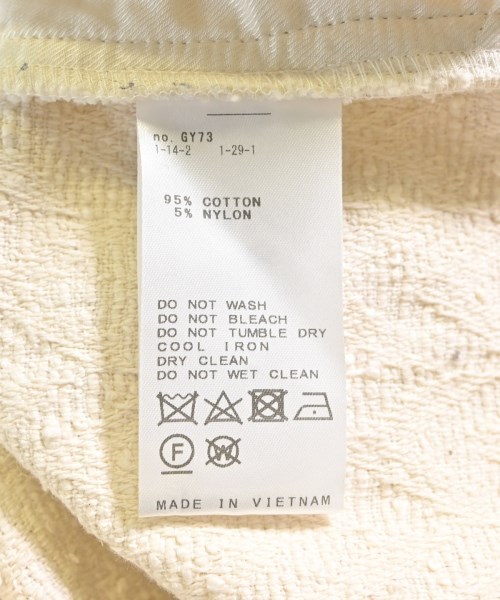 no. GY73
1-14-2 1-29-1
95% COTTON
5% NYLON
DO NOT WASH
DO NOT BLEACH
DO NOT TUMBLE DRY
COOL IRON
DRY CLEAN
DO NOT WET CLEAN
F W
MADE IN VIETNAM